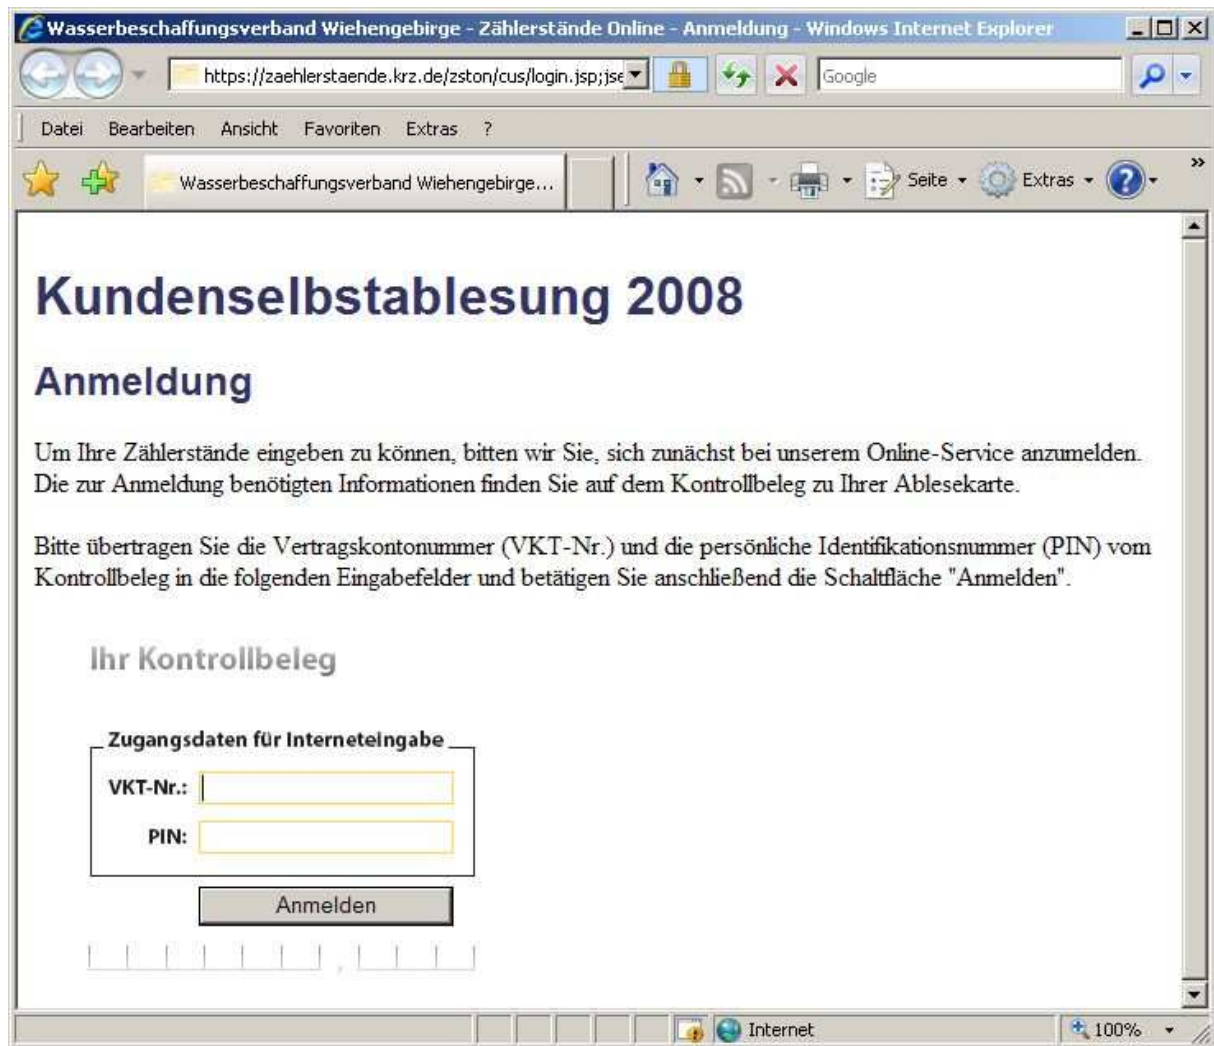 Wasserbeschaffungsverband Wiehengebirge - Zählerstände Online - Anmeldung - Windows Internet Explorer
https://zaehlerstaende.krz.de/zston/cus/login.jsp;jse
Google
Datei Bearbeiten Ansicht Favoriten Extras ?
Wasserbeschaffungsverband Wiehengebirge...
Seite
Extras
Kundenselbstablesung 2008
Anmeldung
Um Ihre Zählerstände eingeben zu können, bitten wir Sie, sich zunächst bei unserem Online-Service anzumelden.
Die zur Anmeldung benötigten Informationen finden Sie auf dem Kontrollbeleg zu Ihrer Ablesekarte.
Bitte übertragen Sie die Vertragskontonummer (VKT-Nr.) und die persönliche Identifikationsnummer (PIN) vom
Kontrollbeleg in die folgenden Eingabefelder und betätigen Sie anschließend die Schaltfläche "Anmelden".
Ihr Kontrollbeleg
Zugangsdaten für Interneteingabe
VKT-Nr.:
PIN:
Anmelden
,
Internet
100%